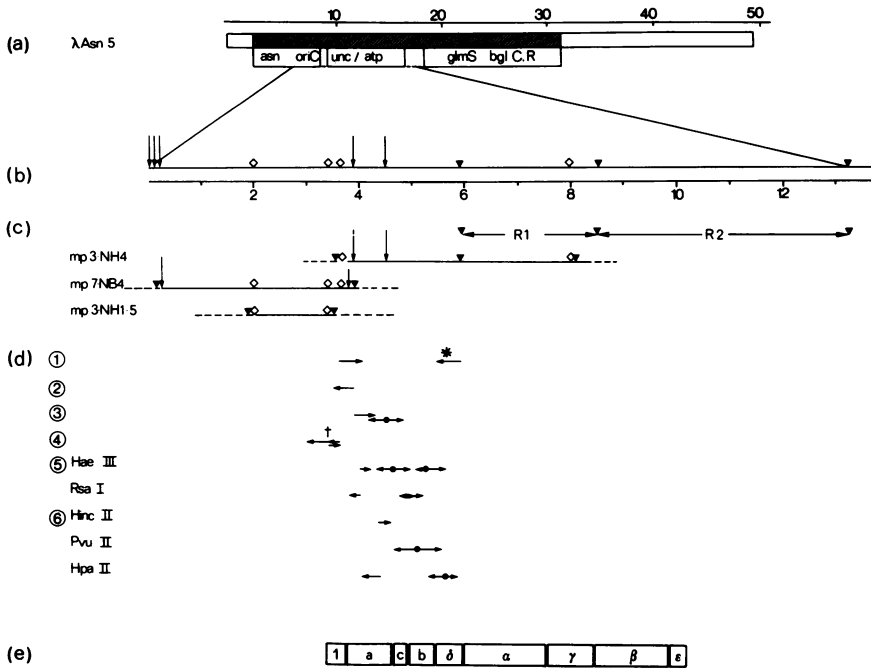 10 20 30 40 50
(a) λAsn 5
asn oriC unc / atp glmS bgl C.R
(b)
2 4 6 8 10 12
(c) R1 R2
mp 3 NH4
mp 7NB4
mp 3NH1·5
(d) ① *
②
③
④ †
⑤ Hae III
Rsa I
⑥ Hinc II
Pvu II
Hpa II
(e) 1 a c b δ α γ β ε